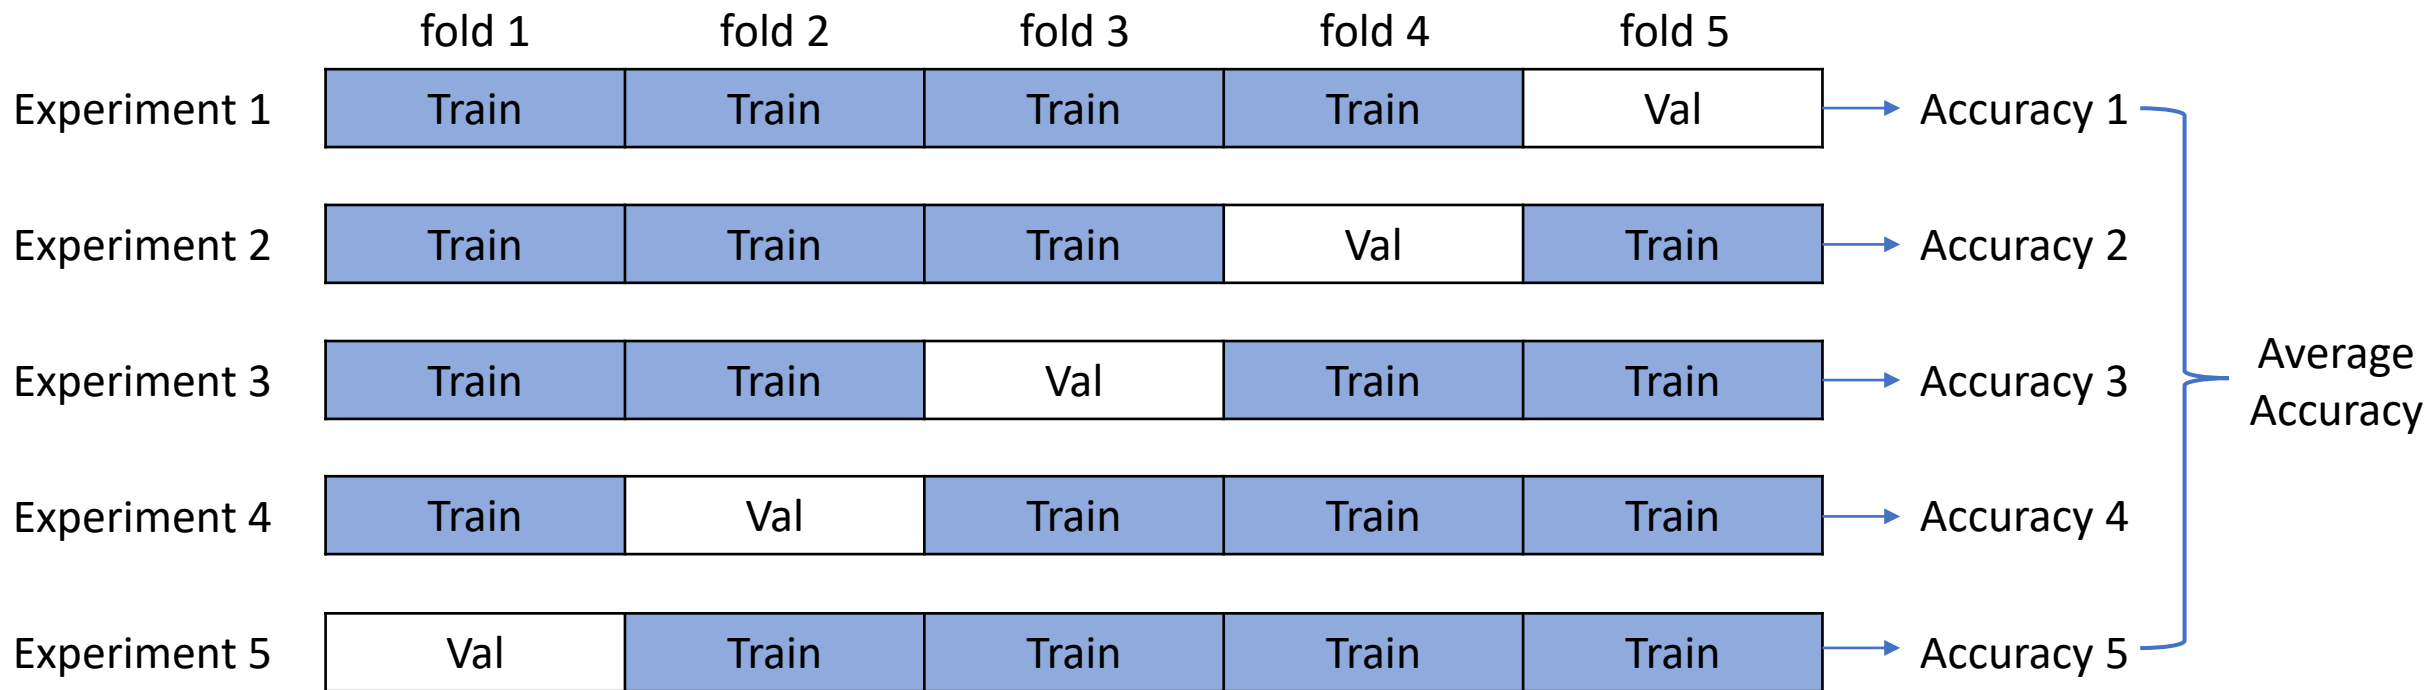 fold 1 fold 2 fold 3 fold 4 fold 5
Experiment 1 Train Train Train Train Val Accuracy 1
Experiment 2 Train Train Train Val Train Accuracy 2
Experiment 3 Train Train Val Train Train Accuracy 3
Average
Accuracy
Experiment 4 Train Val Train Train Train Accuracy 4
Experiment 5 Val Train Train Train Train Accuracy 5